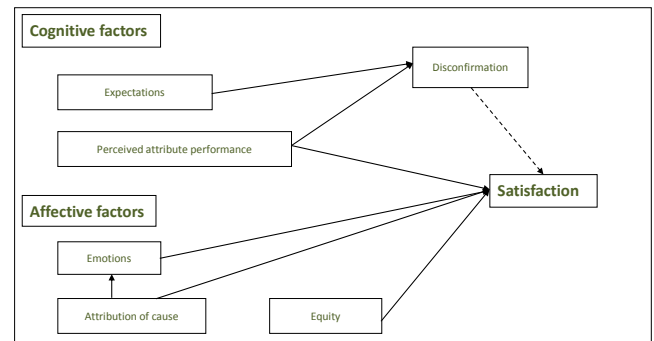 Cognitive factors
Disconfirmation
Expectations
Perceived attribute performance
Satisfaction
Affective factors
Emotions
Attribution of cause
Equity